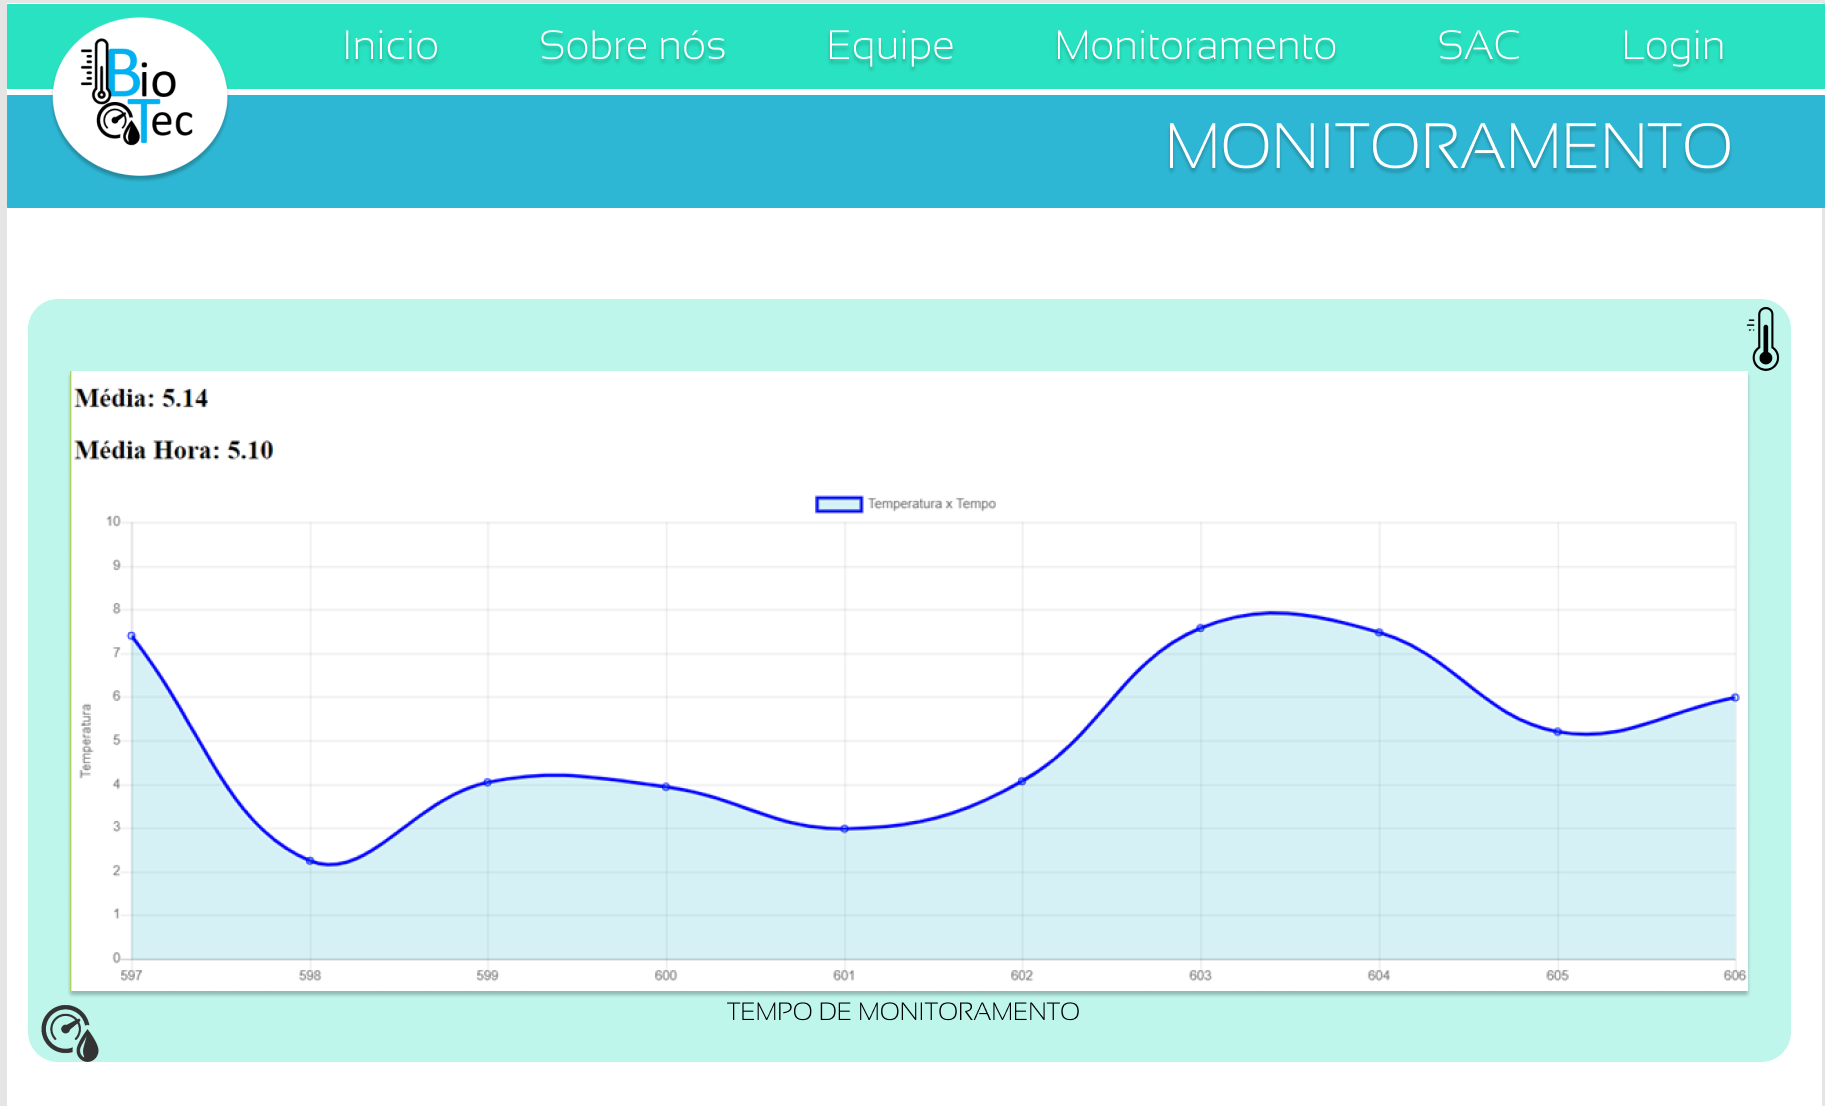 Bio
Tec
Inicio
Sobre nós
Equipe
Monitoramento
SAC
Login
MONITORAMENTO
Média: 5.14
Média Hora: 5.10
Temperatura x Tempo
10
9
8
7
6
5
4
3
2
1
0
Temperatura
597
598
599
600
601
602
603
604
605
606
TEMPO DE MONITORAMENTO